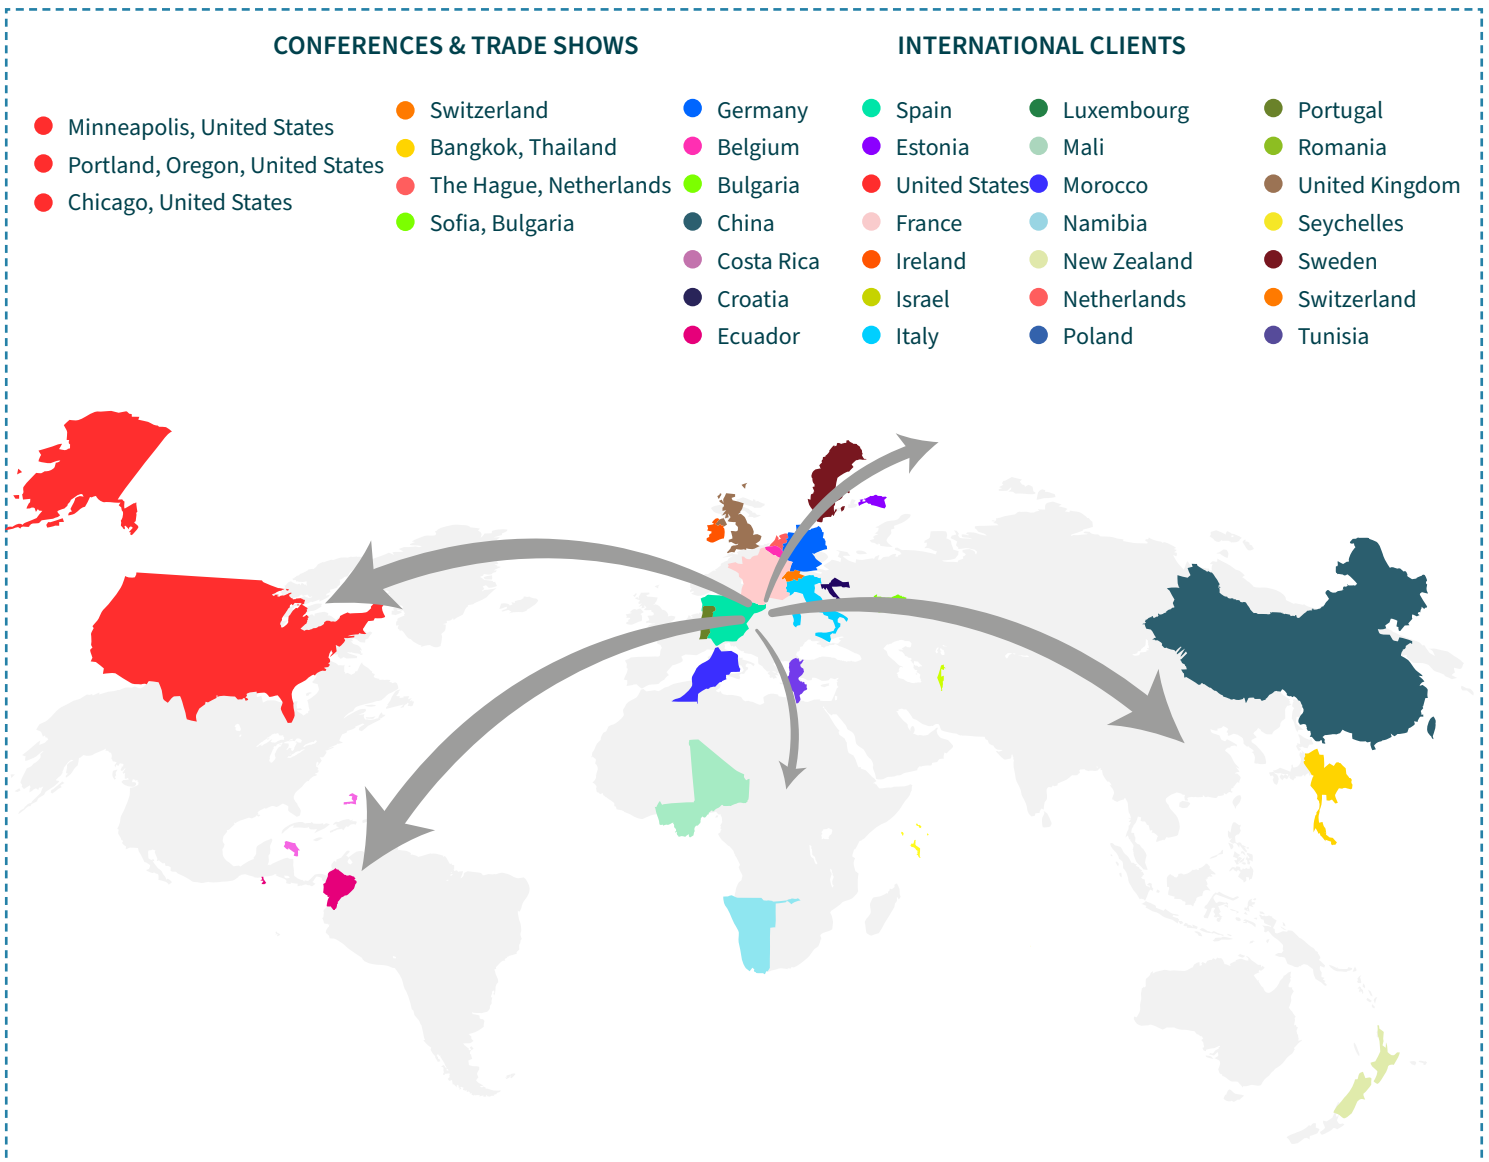 CONFERENCES & TRADE SHOWS
Minneapolis, United States
Portland, Oregon, United States
Chicago, United States
Switzerland
Bangkok, Thailand
The Hague, Netherlands
Sofia, Bulgaria
INTERNATIONAL CLIENTS
Germany
Belgium
Bulgaria
China
Costa Rica
Croatia
Ecuador
Spain
Estonia
United States
France
Ireland
Israel
Italy
Luxembourg
Mali
Morocco
Namibia
New Zealand
Netherlands
Poland
Portugal
Romania
United Kingdom
Seychelles
Sweden
Switzerland
Tunisia